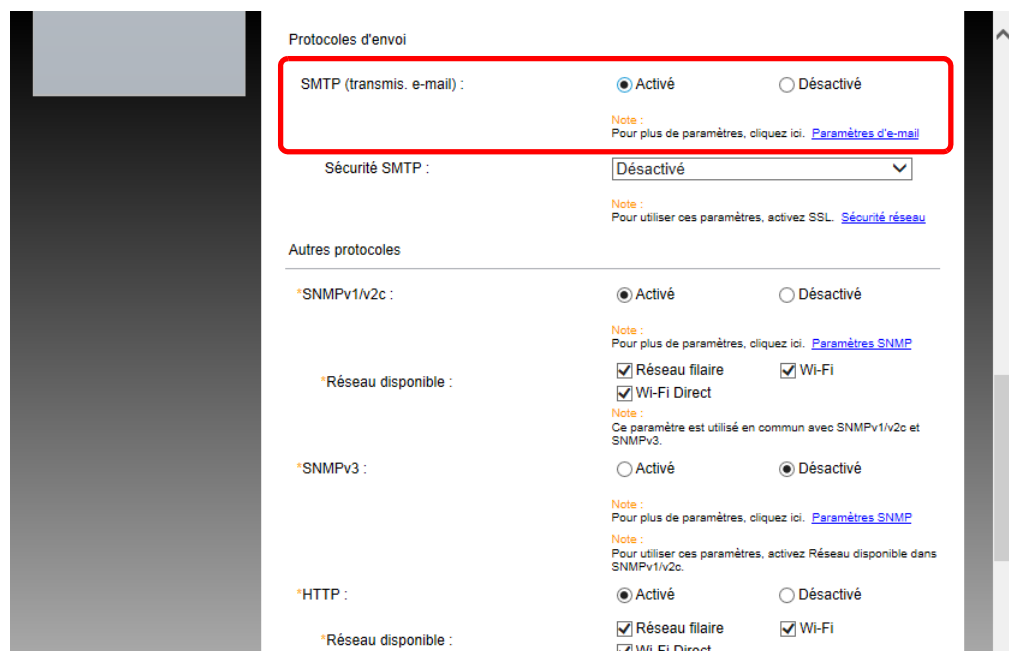 Protocoles d'envoi
SMTP (transmis. e-mail) : Activé Désactivé
Note :
Pour plus de paramètres, cliquez ici. Paramètres d'e-mail
Sécurité SMTP : Désactivé
Note :
Pour utiliser ces paramètres, activez SSL. Sécurité réseau
Autres protocoles
*SNMPv1/v2c : Activé Désactivé
Note :
Pour plus de paramètres, cliquez ici. Paramètres SNMP
*Réseau disponible : Réseau filaire Wi-Fi
Wi-Fi Direct
Note :
Ce paramètre est utilisé en commun avec SNMPv1/v2c et
SNMPv3.
*SNMPv3 : Activé Désactivé
Note :
Pour plus de paramètres, cliquez ici. Paramètres SNMP
Note :
Pour utiliser ces paramètres, activez Réseau disponible dans
SNMPv1/v2c.
*HTTP : Activé Désactivé
*Réseau disponible : Réseau filaire Wi-Fi
Wi-Fi Direct